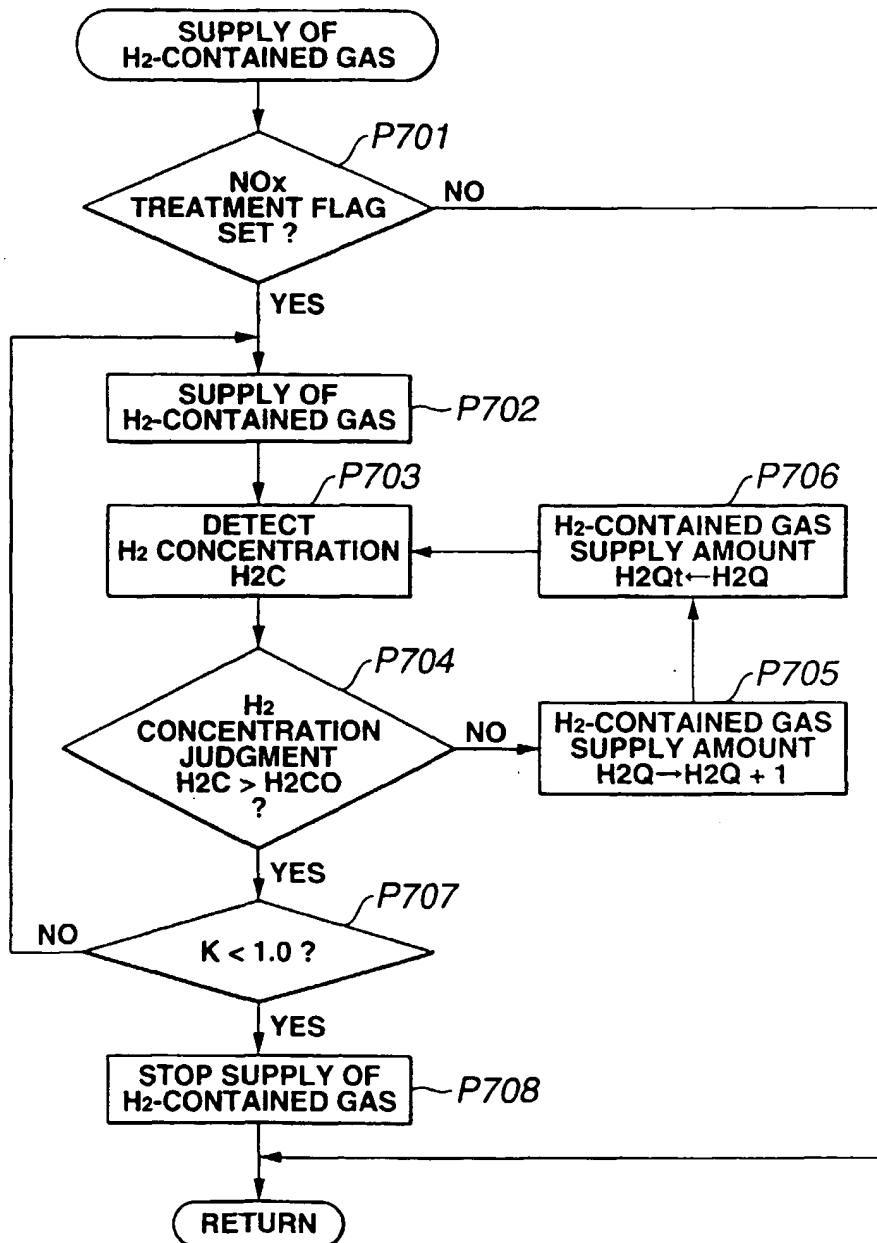 SUPPLY OF
H2-CONTAINED GAS
P701
NOx
TREATMENT FLAG
SET ?
NO
YES
SUPPLY OF
H2-CONTAINED GAS
P702
P703
DETECT
H2 CONCENTRATION
H2C
P706
H2-CONTAINED GAS
SUPPLY AMOUNT
H2Qt←H2Q
P704
H2
CONCENTRATION
JUDGMENT
H2C > H2CO
?
NO
P705
H2-CONTAINED GAS
SUPPLY AMOUNT
H2Q→H2Q + 1
YES
P707
NO
K < 1.0 ?
YES
STOP SUPPLY OF
H2-CONTAINED GAS
P708
RETURN